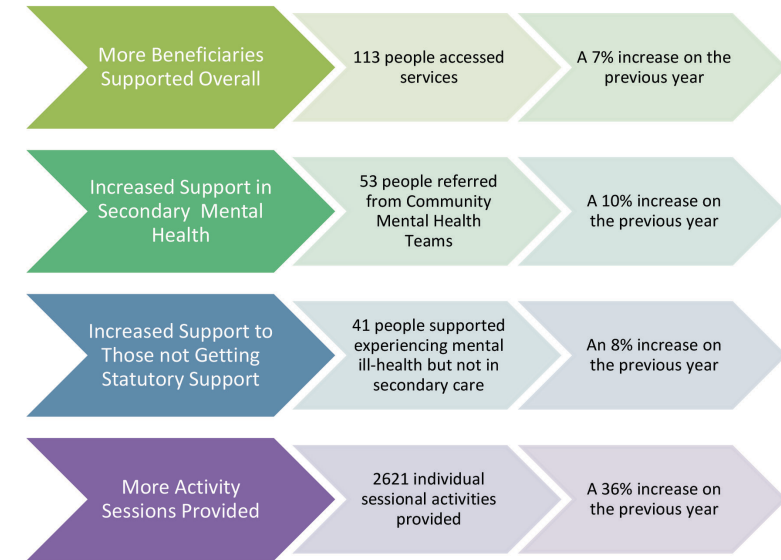 More Beneficiaries
Supported Overall
113 people accessed
services
A 7% increase on the
previous year
Increased Support in
Secondary Mental
Health
53 people referred
from Community
Mental Health
Teams
A 10% increase on
the previous year
Increased Support to
Those not Getting
Statutory Support
41 people supported
experiencing mental
ill-health but not in
secondary care
An 8% increase on
the previous year
More Activity
Sessions Provided
2621 individual
sessional activities
provided
A 36% increase on
the previous year